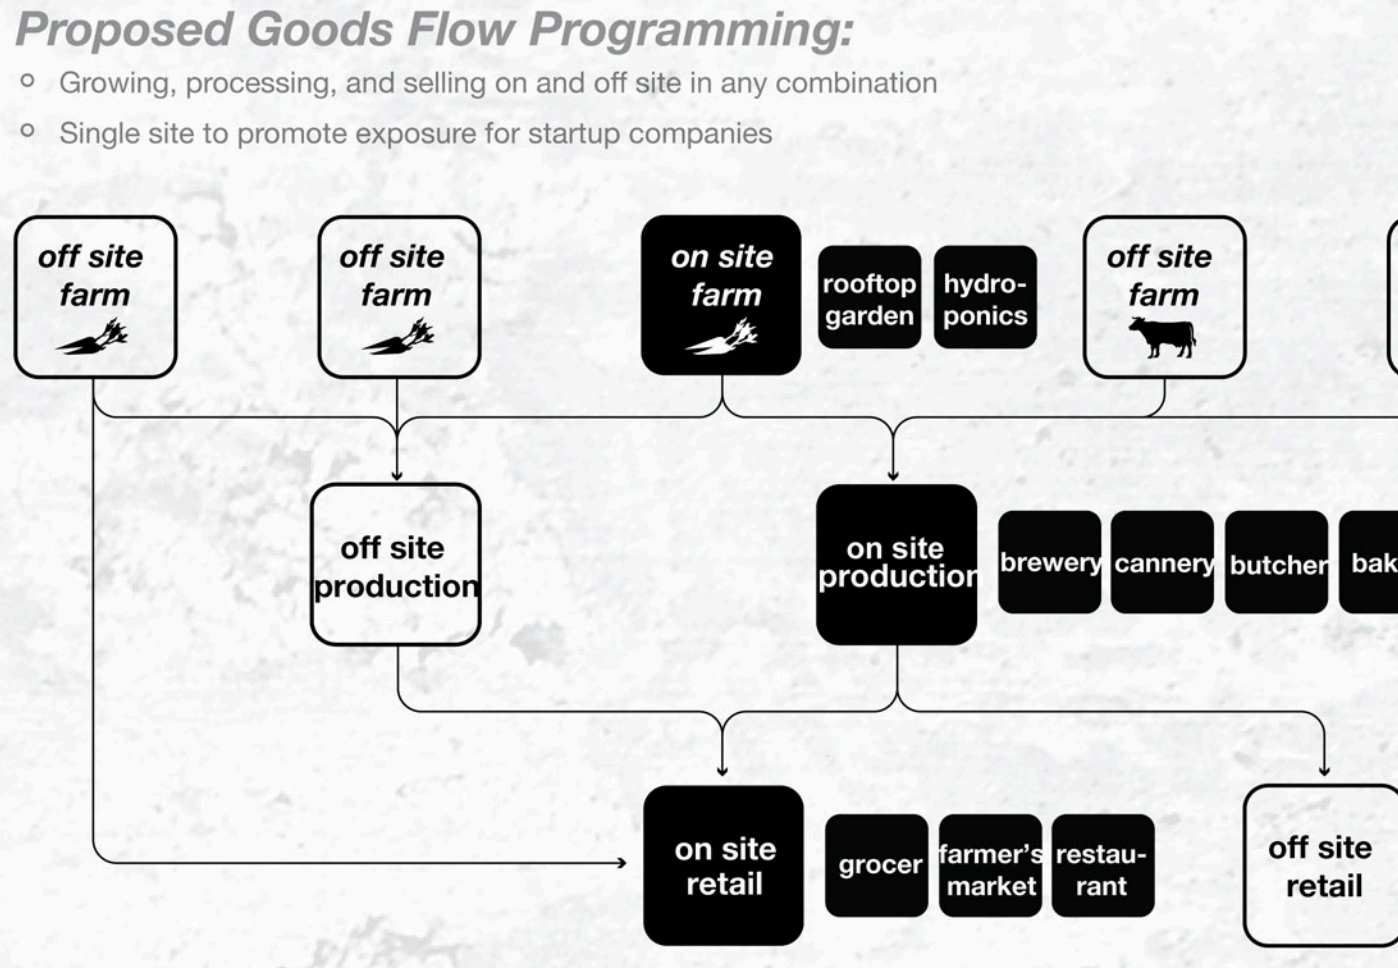 Proposed Goods Flow Programming:
Growing, processing, and selling on and off site in any combination
Single site to promote exposure for startup companies
off site
farm
off site
farm
on site
farm
rooftop
garden
hydro-
ponics
off site
farm
off site
production
on site
production
brewery
cannery
butcher
bak
on site
retail
grocer
farmer's
market
restau-
rant
off site
retail